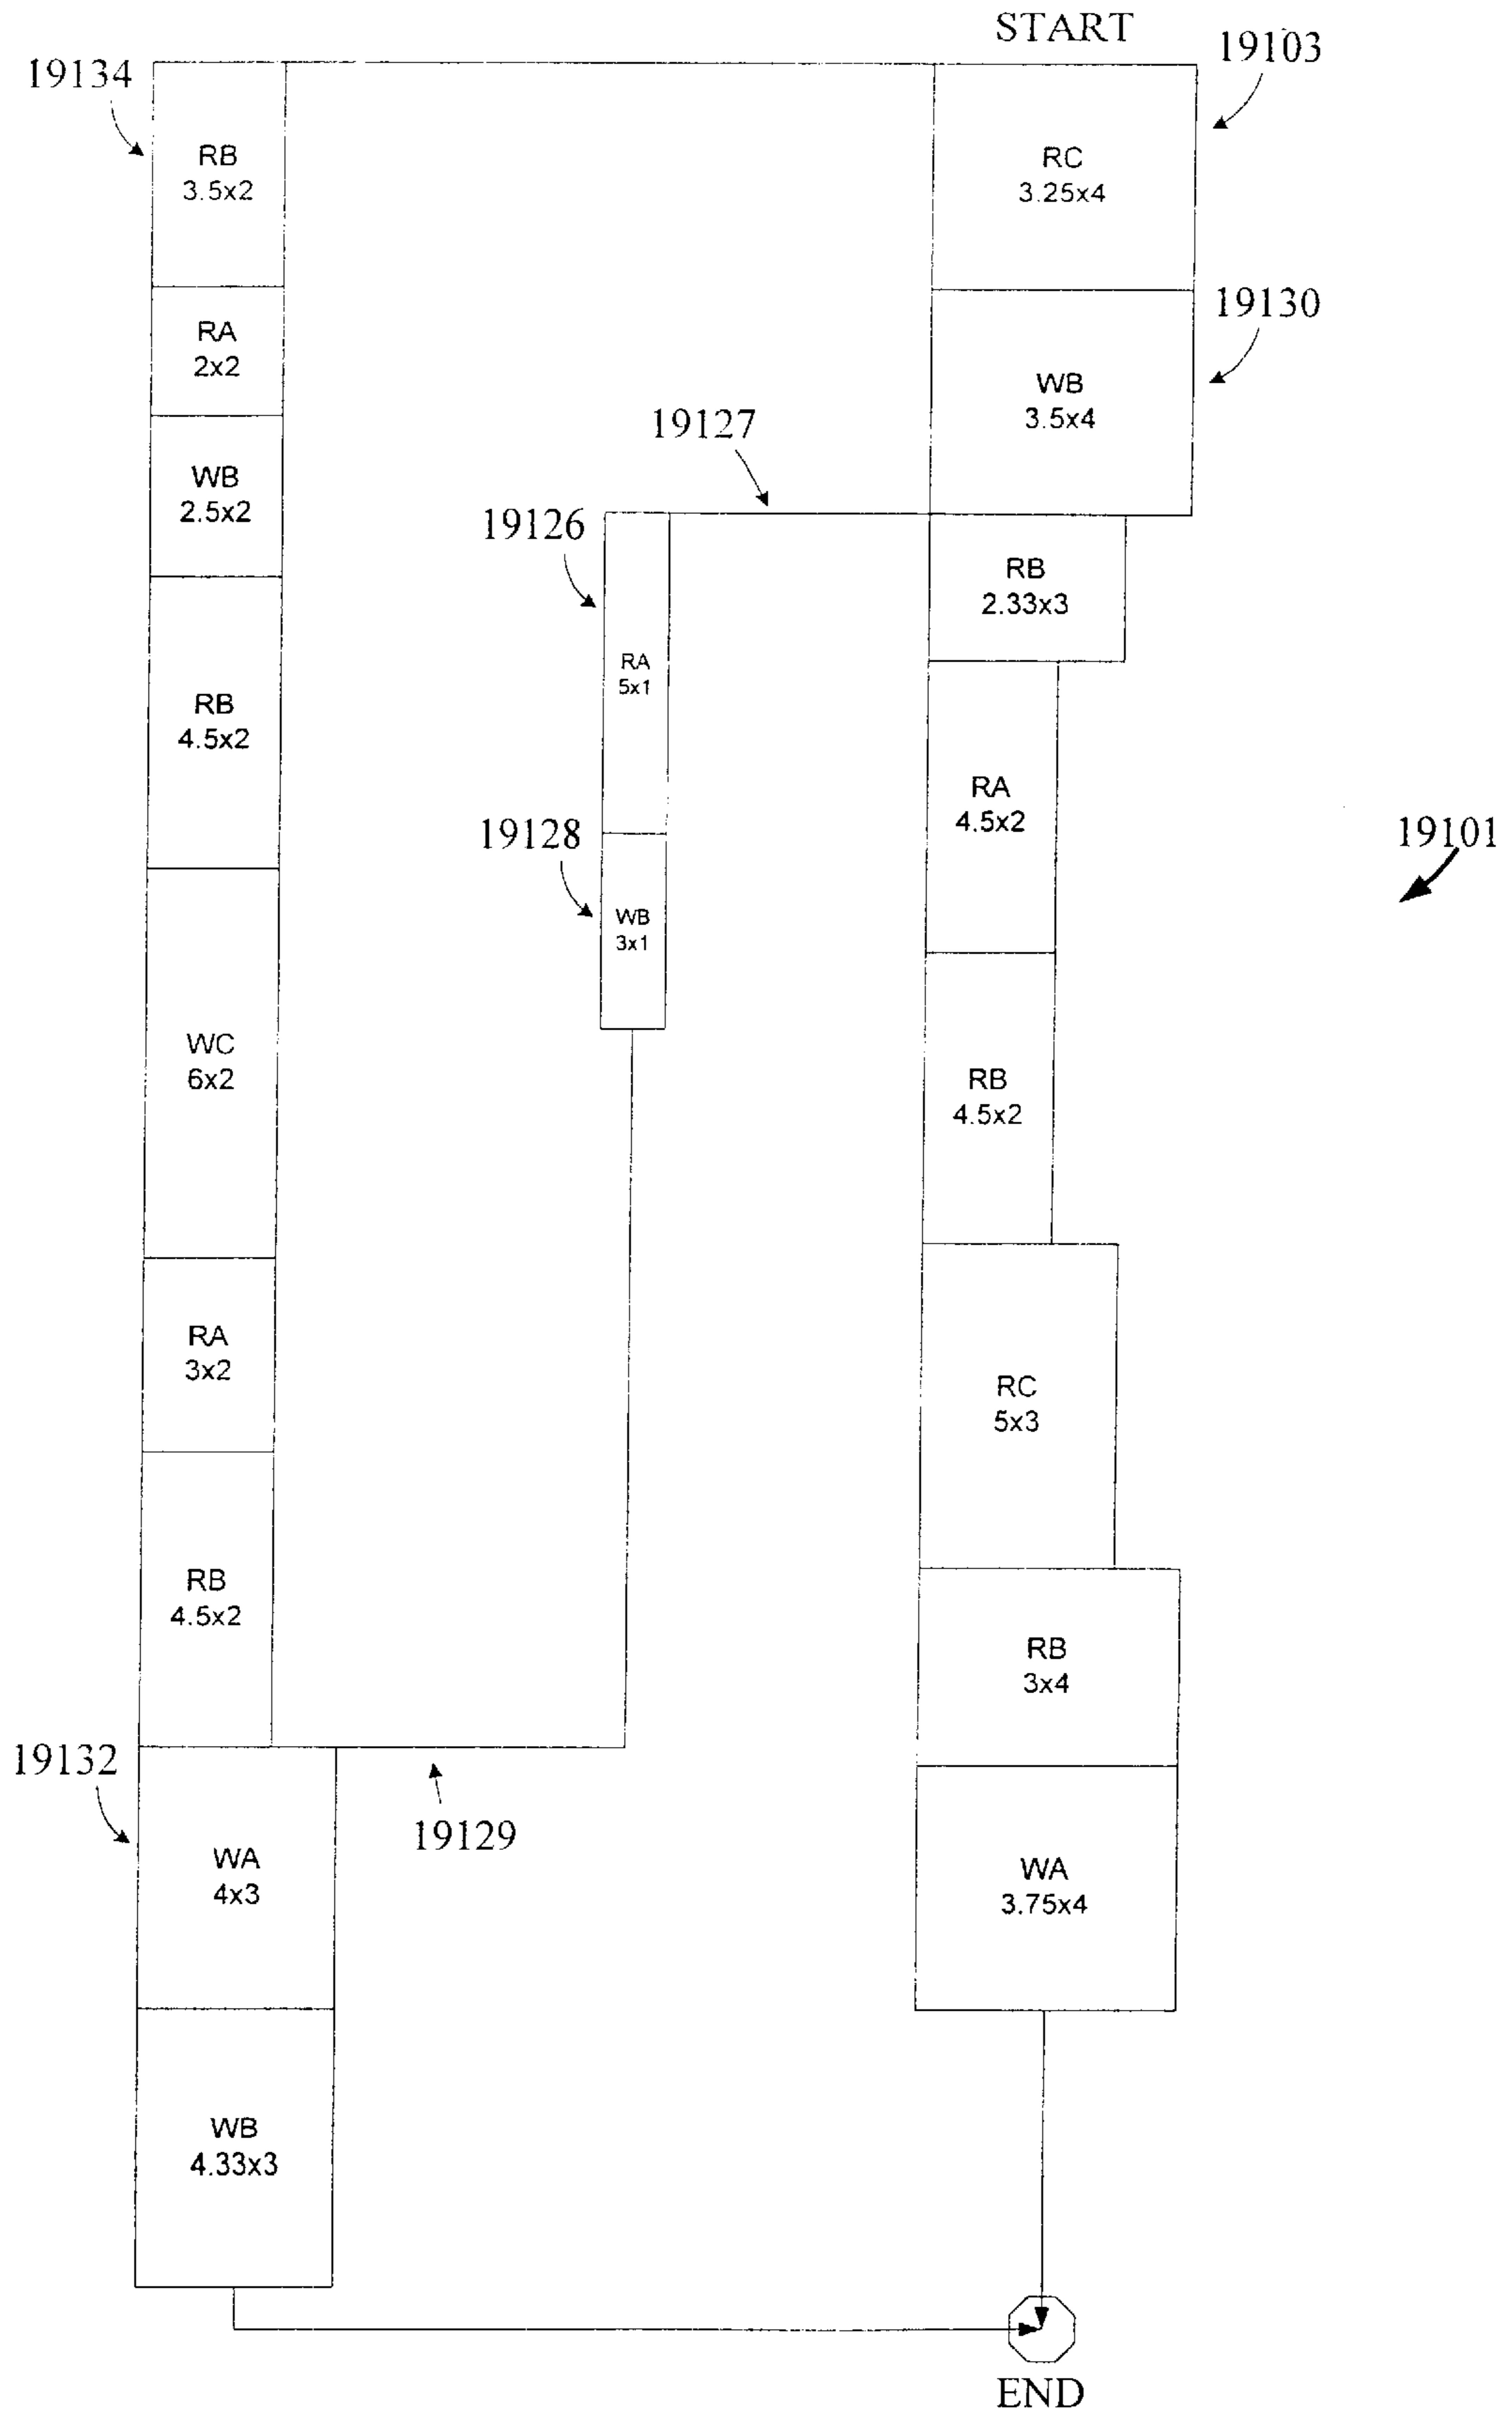 START
19103
19134
RB
3.5x2
RC
3.25x4
RA
2x2
19130
WB
3.5x4
19127
WB
2.5x2
19126
RB
2.33x3
RA
5x1
RB
4.5x2
RA
4.5x2
19101
19128
WB
3x1
WC
6x2
RB
4.5x2
RA
3x2
RC
5x3
RB
4.5x2
RB
3x4
19132
19129
WA
4x3
WA
3.75x4
WB
4.33x3
END